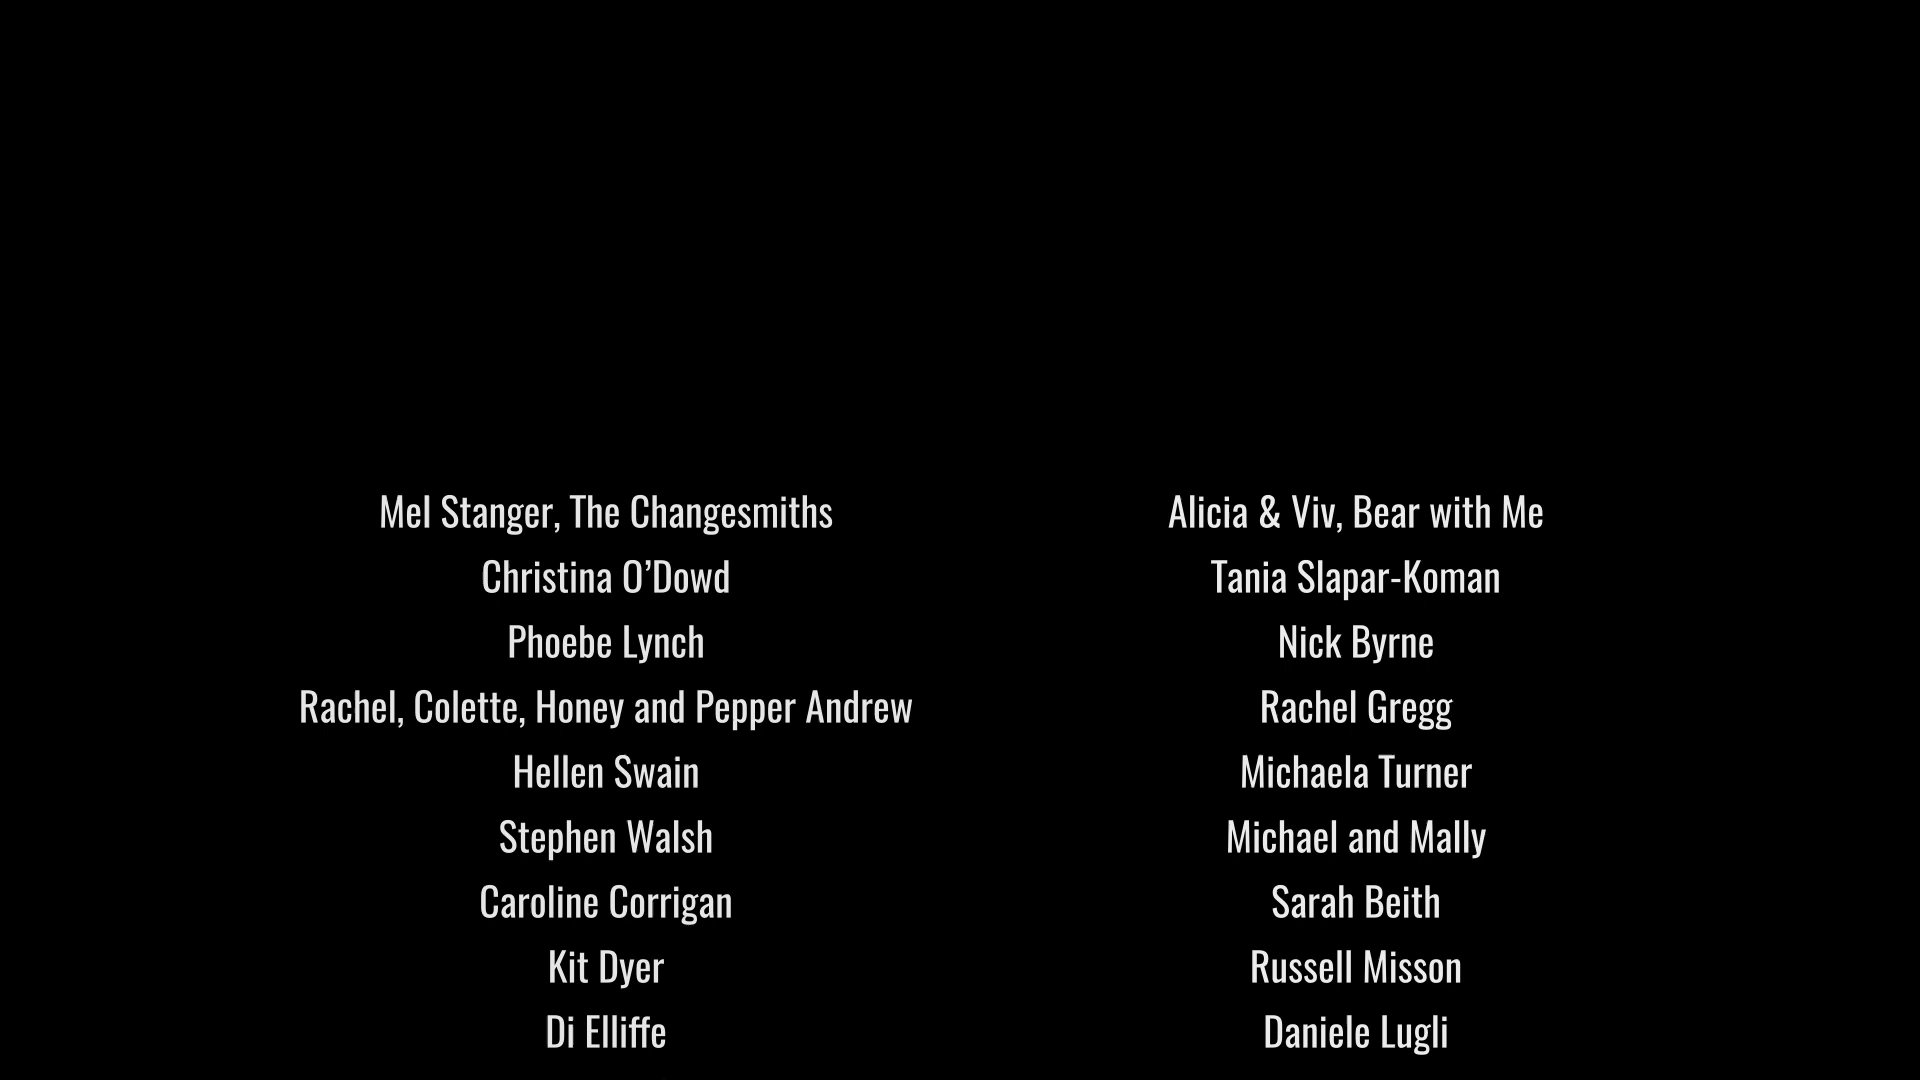 Mel Stanger, The Changesmiths
Christina O’Dowd
Phoebe Lynch
Rachel, Colette, Honey and Pepper Andrew
Hellen Swain
Stephen Walsh
Caroline Corrigan
Kit Dyer
Di Elliffe
Alicia & Viv, Bear with Me
Tania Slapar-Koman
Nick Byrne
Rachel Gregg
Michaela Turner
Michael and Mally
Sarah Beith
Russell Misson
Daniele Lugli